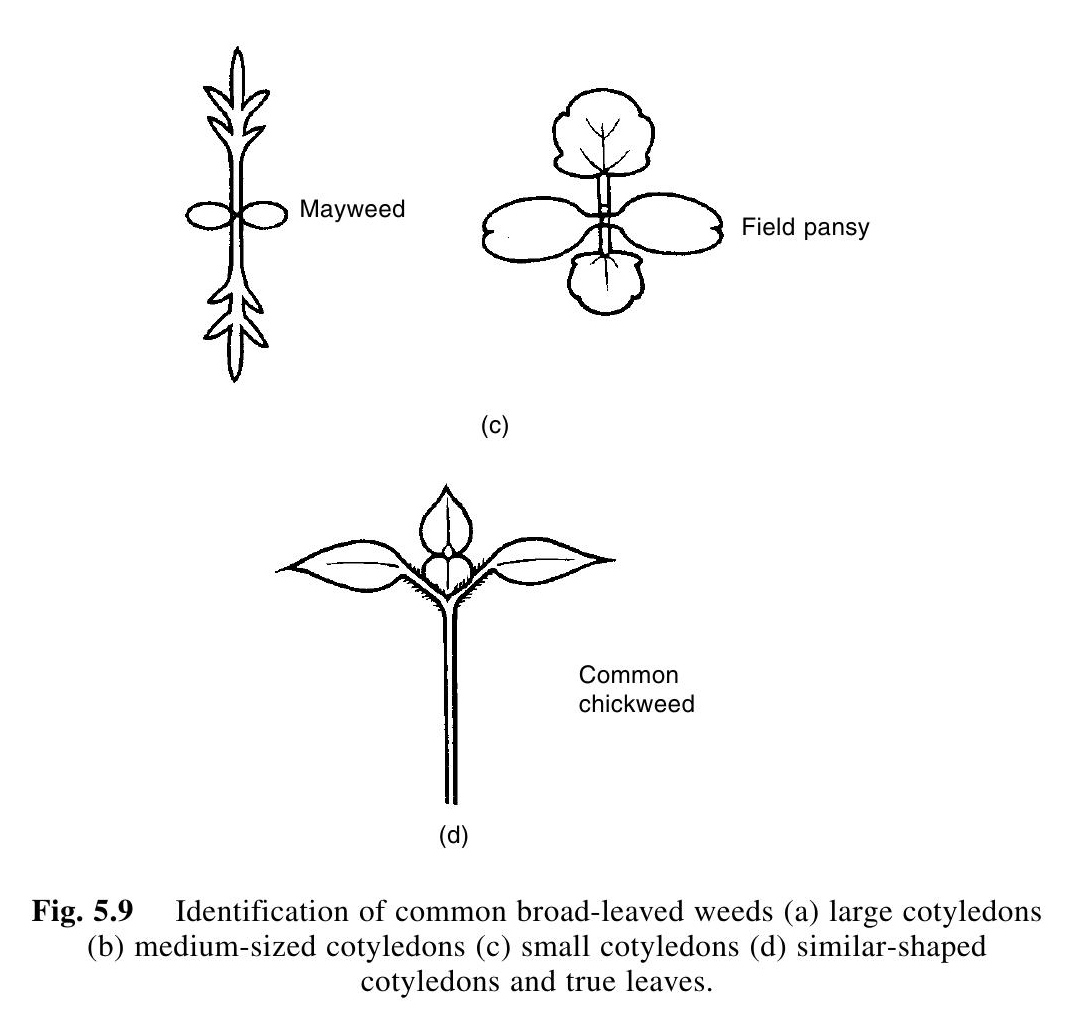 Mayweed
Field pansy
(c)
Common
chickweed
(d)
Fig. 5.9 Identification of common broad-leaved weeds (a) large cotyledons
(b) medium-sized cotyledons (c) small cotyledons (d) similar-shaped
cotyledons and true leaves.